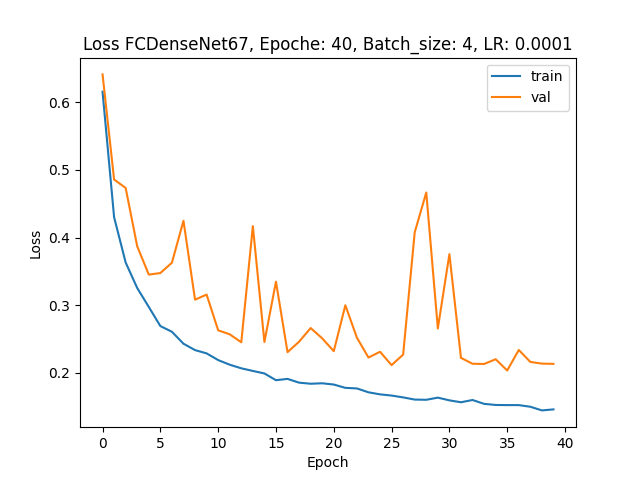 Loss FCDenseNet67, Epoche: 40, Batch_size: 4, LR: 0.0001
train
val
0.6
0.5
0.4
0.3
0.2
Loss
0 5 10 15 20 25 30 35 40
Epoch